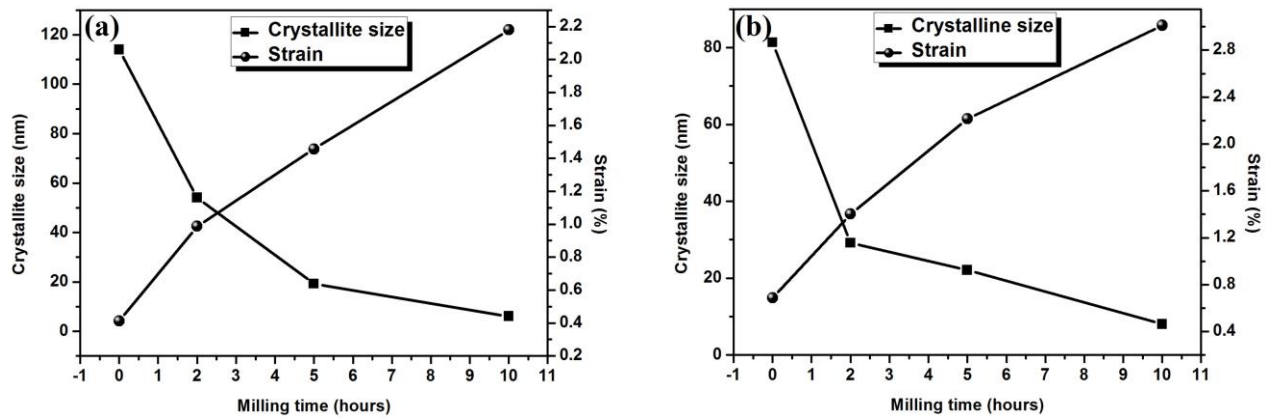 (a)
Crystallite size
Strain
Crystallite size (nm)
120
100
80
60
40
20
0
2.2
2.0
1.8
1.6
1.4
1.2
1.0
0.8
0.6
0.4
0.2
Strain (%)
-1 0 1 2 5 6 7 8 9 10 11
Milling time (hours)
(b)
Crystalline size
Strain
Crystallite size (nm)
80
60
40
20
0
2.8
2.4
2.0
1.6
1.2
0.8
0.4
Strain (%)
-1 0 1 2 5 6 7 8 9 10 11
Milling time (hours)